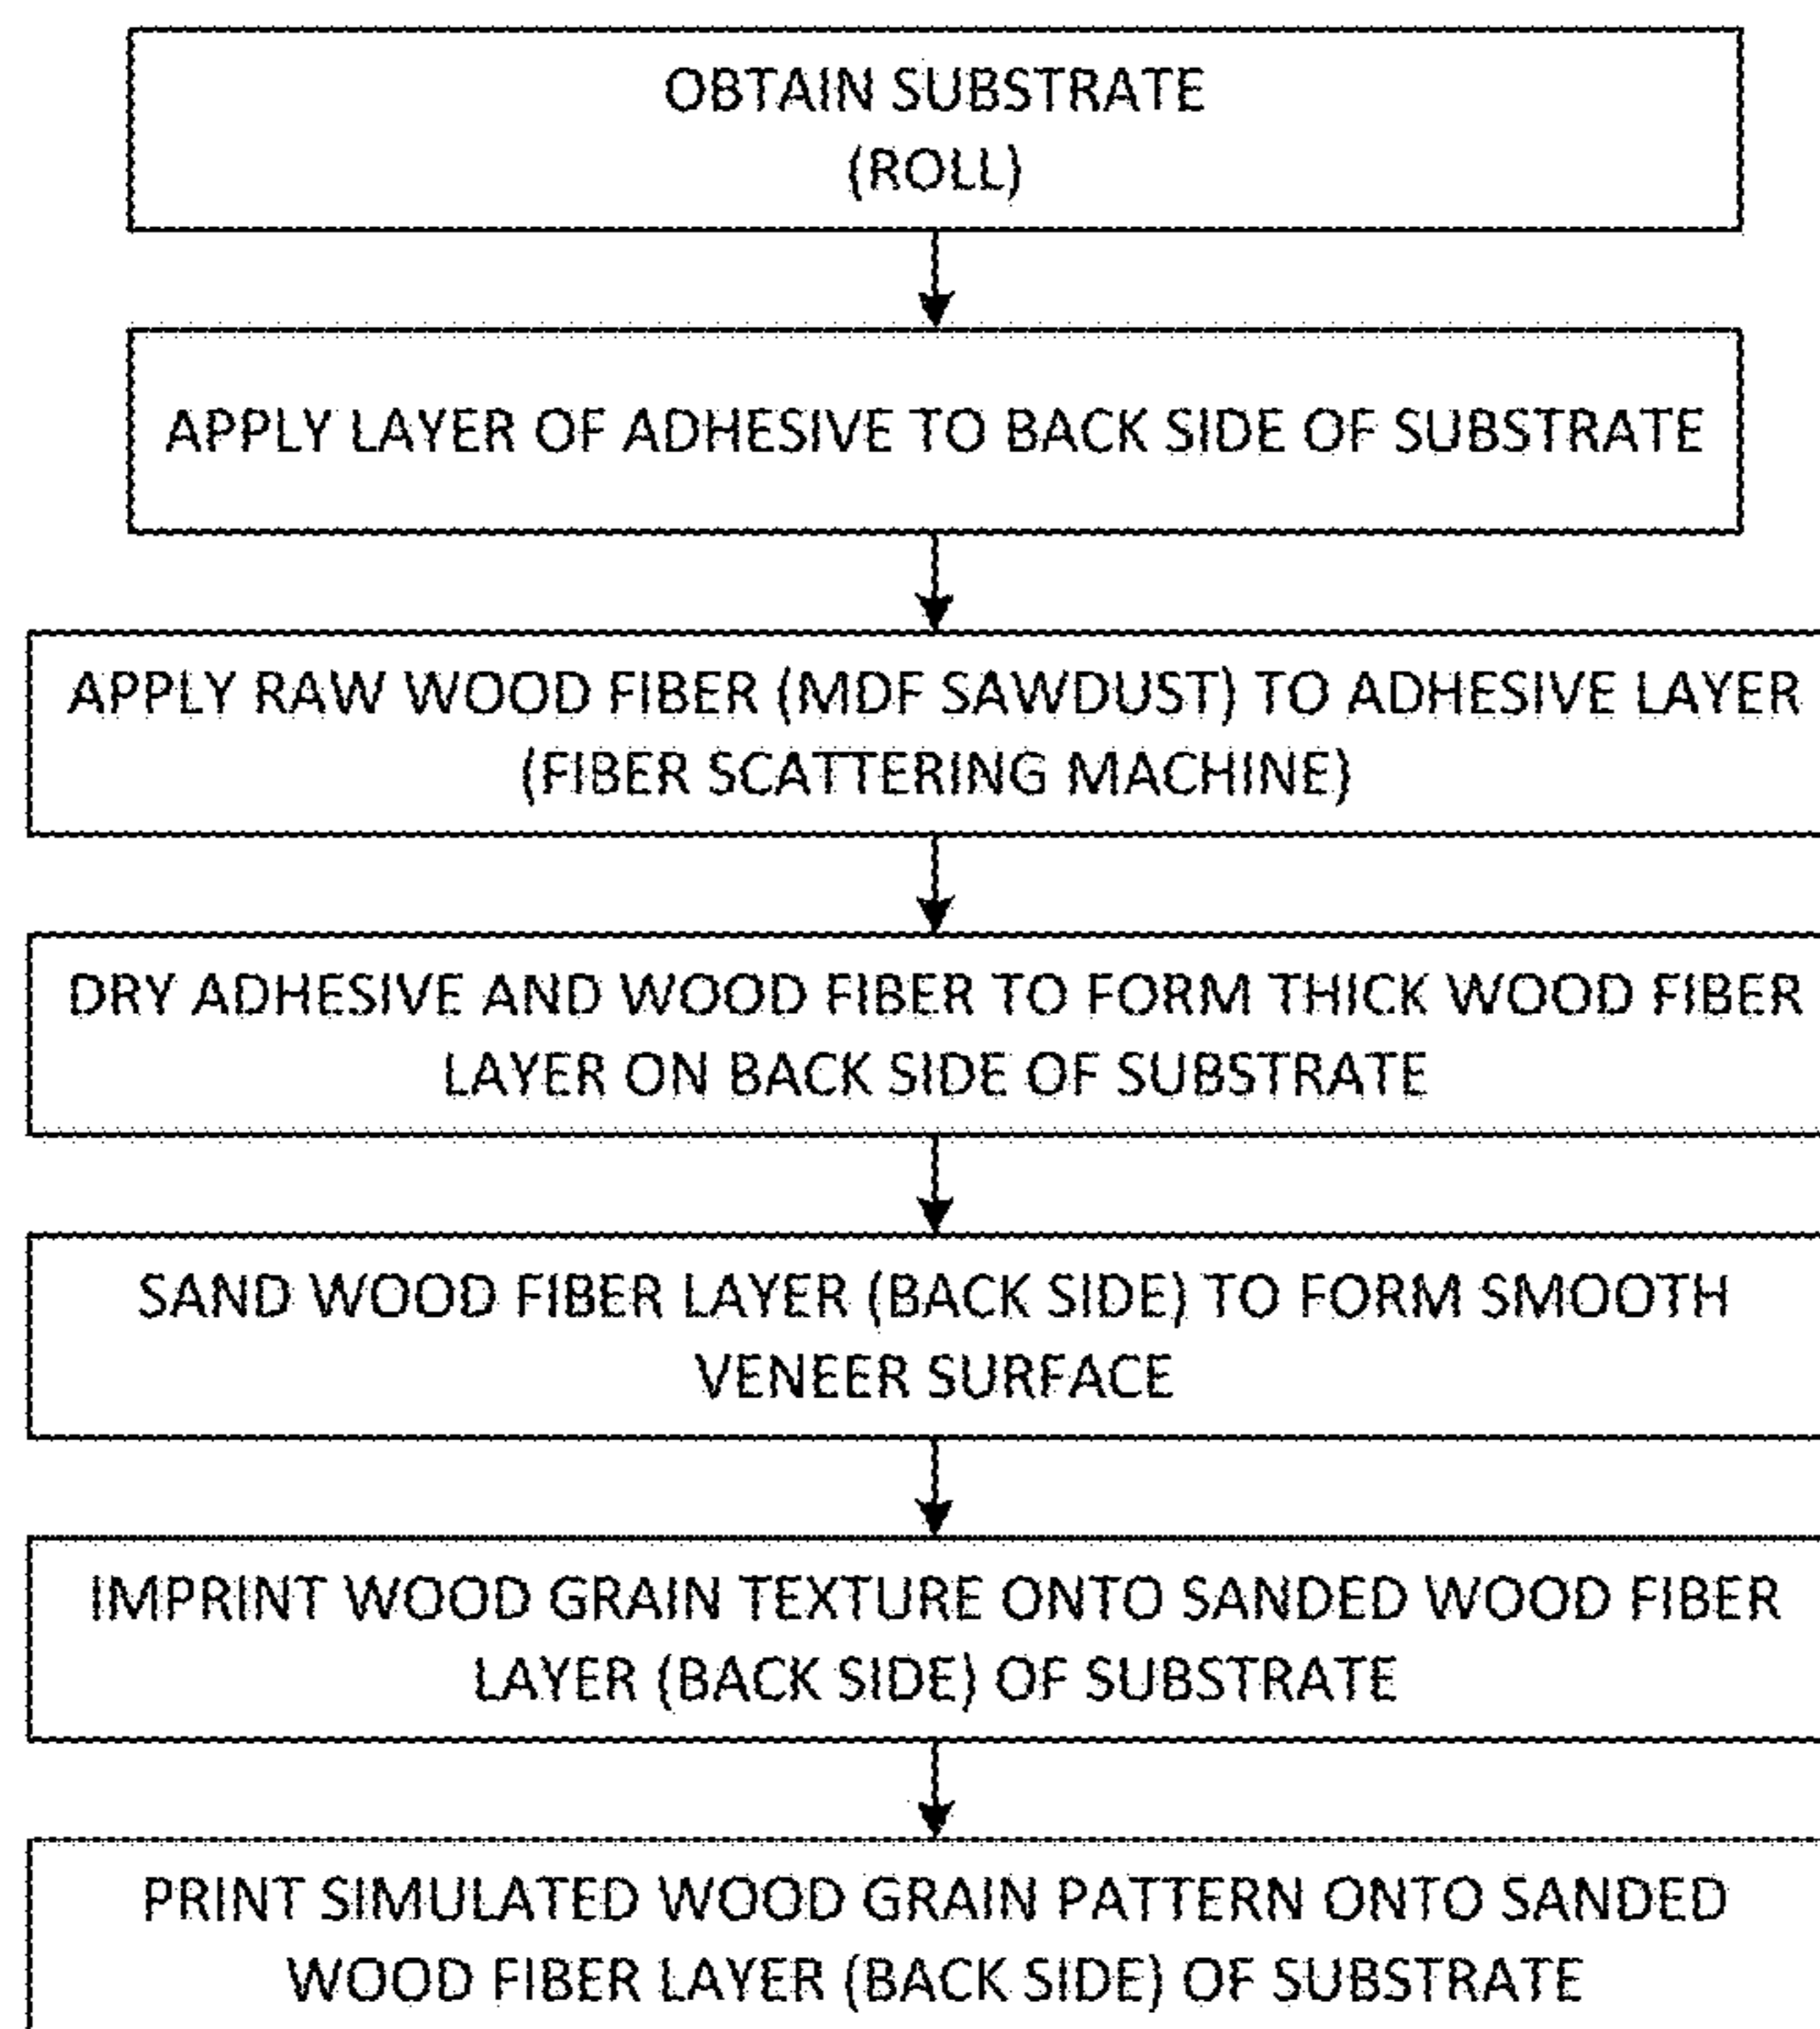 OBTAIN SUBSTRATE
(ROLL)
APPLY LAYER OF ADHESIVE TO BACK SIDE OF SUBSTRATE
APPLY RAW WOOD FIBER (MDF SAWDUST) TO ADHESIVE LAYER
(FIBER SCATTERING MACHINE)
DRY ADHESIVE AND WOOD FIBER TO FORM THICK WOOD FIBER
LAYER ON BACK SIDE OF SUBSTRATE
SAND WOOD FIBER LAYER (BACK SIDE) TO FORM SMOOTH
VENEER SURFACE
IMPRINT WOOD GRAIN TEXTURE ONTO SANDED WOOD FIBER
LAYER (BACK SIDE) OF SUBSTRATE
PRINT SIMULATED WOOD GRAIN PATTERN ONTO SANDED
WOOD FIBER LAYER (BACK SIDE) OF SUBSTRATE